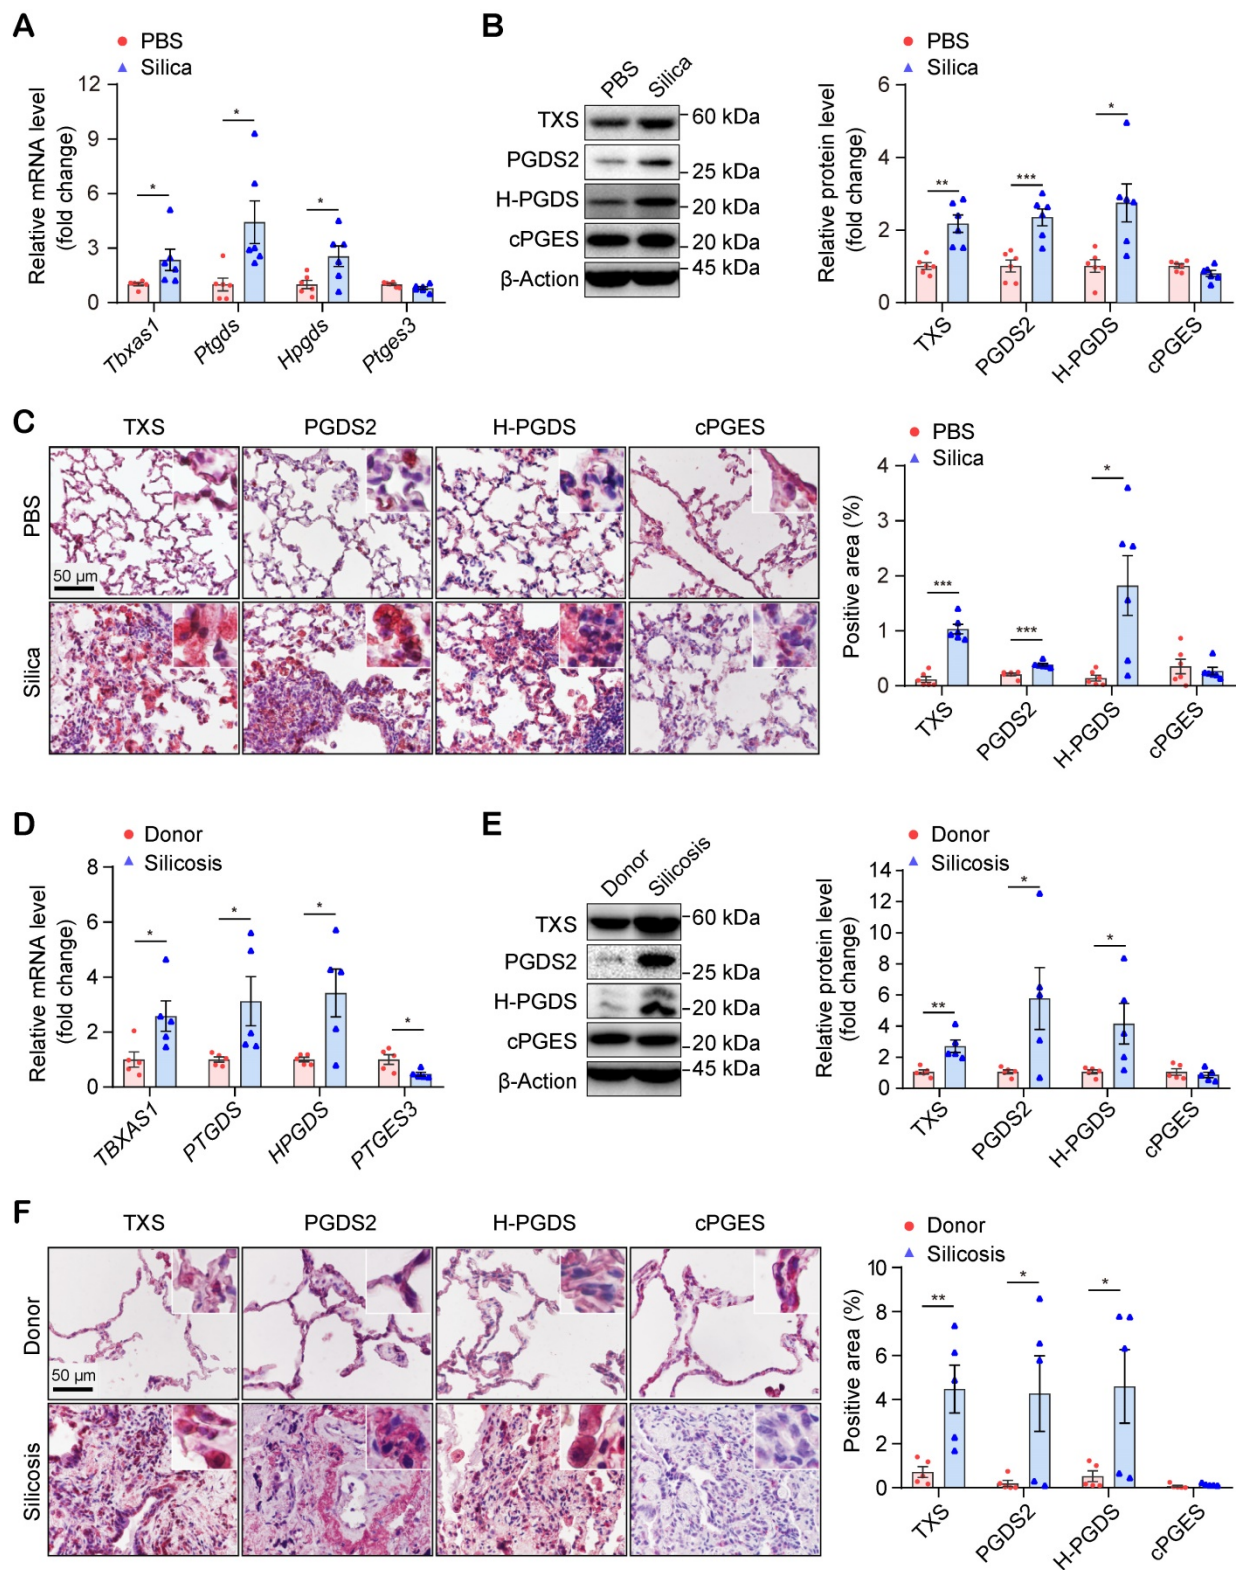 A
PBS
Silica
Relative mRNA level
(fold change)
12
9
6
3
0
*
*
*
Tbxas1
Ptgds
Hpgds
Ptges3
B
PBS
Silica
TXS
60 kDa
PGDS2
25 kDa
H-PGDS
20 kDa
cPGES
20 kDa
β-Action
45 kDa
PBS
Silica
Relative protein level
(fold change)
6
4
2
0
**
***
*
TXS
PGDS2
H-PGDS
cPGES
C
TXS
PGDS2
H-PGDS
cPGES
PBS
50 µm
Silica
PBS
Silica
Positive area (%)
4
3
2
1
0
***
***
*
TXS
PGDS2
H-PGDS
cPGES
D
Donor
Silicosis
Relative mRNA level
(fold change)
8
6
4
2
0
*
*
*
*
TBXAS1
PTGDS
HPGDS
PTGES3
E
Donor
Silicosis
TXS
60 kDa
PGDS2
25 kDa
H-PGDS
20 kDa
cPGES
20 kDa
β-Action
45 kDa
Donor
Silicosis
Relative protein level
(fold change)
14
12
10
8
6
4
2
0
**
*
*
TXS
PGDS2
H-PGDS
cPGES
F
TXS
PGDS2
H-PGDS
cPGES
Donor
50 µm
Silicosis
Donor
Silicosis
Positive area (%)
10
8
6
4
2
0
**
*
*
TXS
PGDS2
H-PGDS
cPGES